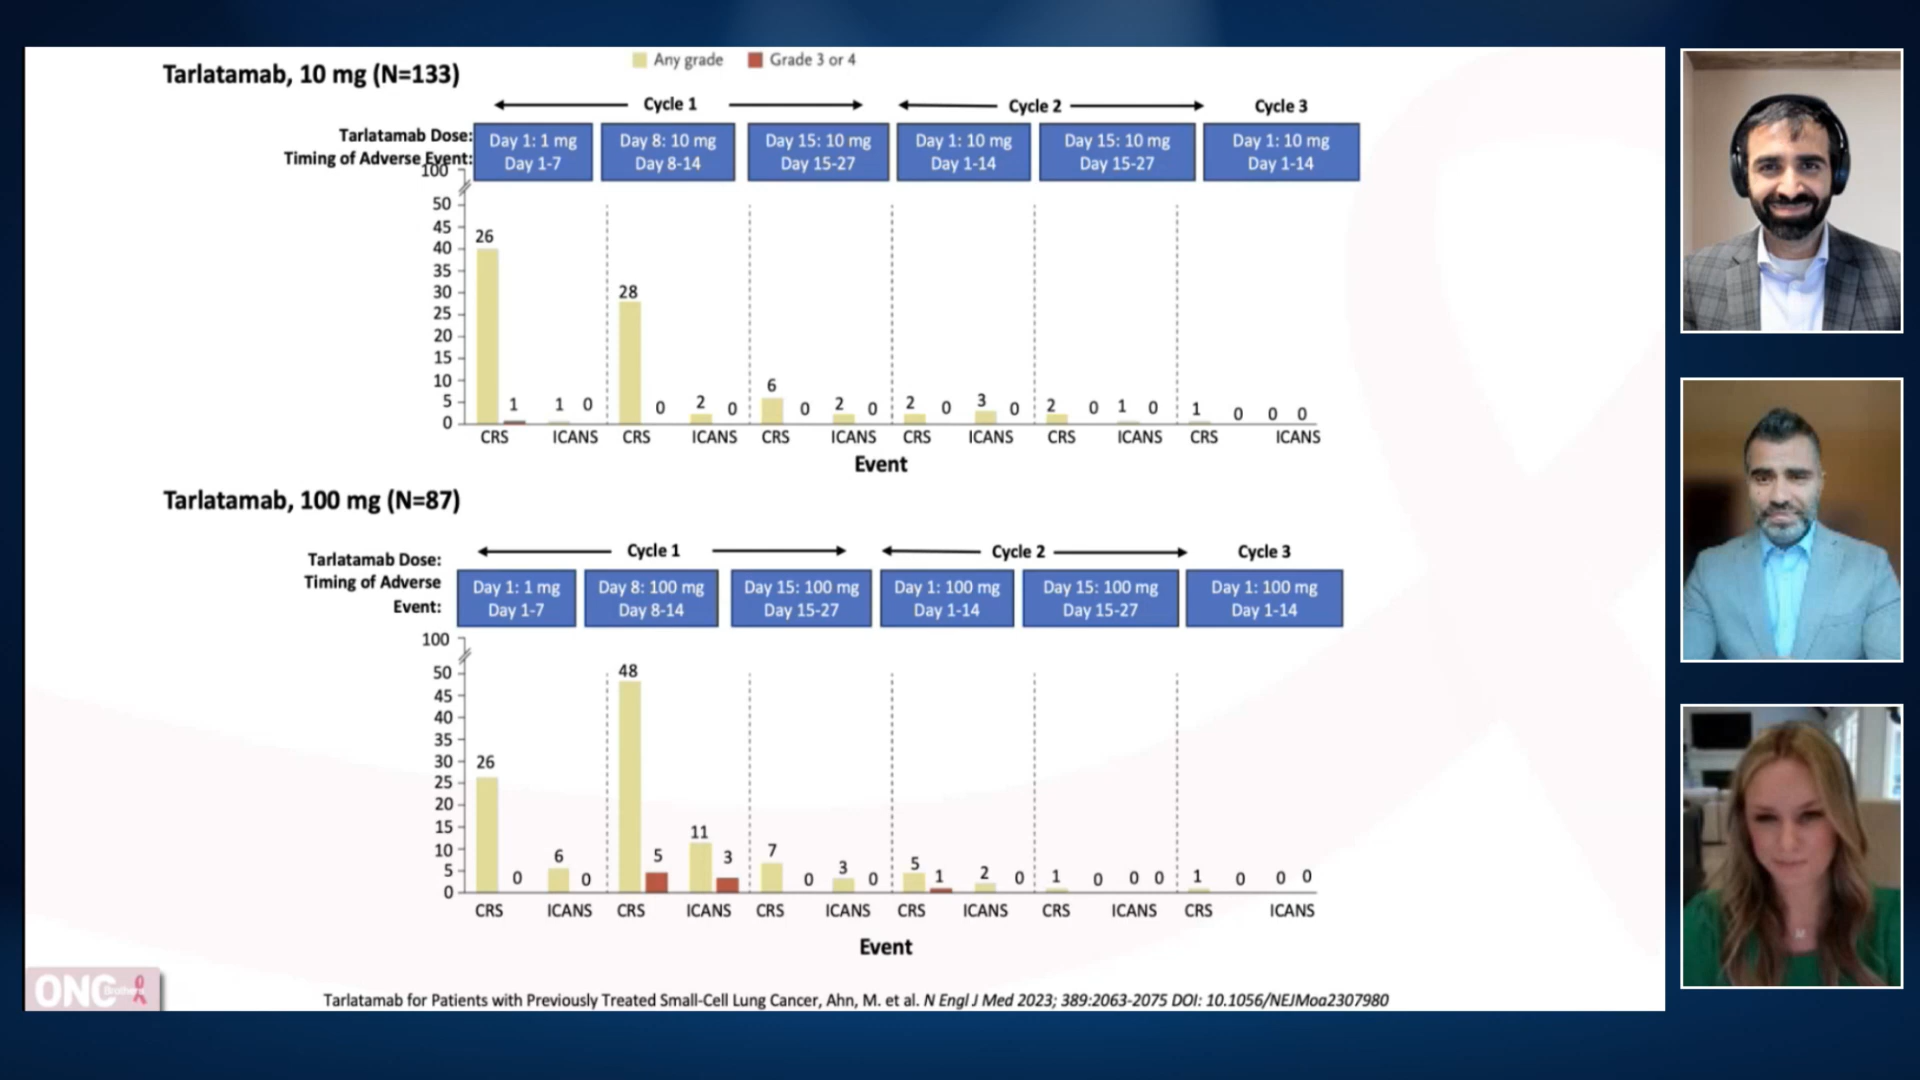 Any grade Grade 3 or 4
Tarlatamab, 10 mg (N=133)
Cycle 1 Cycle 2 Cycle 3
Tarlatamab Dose:
Timing of Adverse Event:
Day 1: 1 mg Day 8: 10 mg Day 15: 10 mg Day 1: 10 mg Day 15: 10 mg Day 1: 10 mg
Day 1-7 Day 8-14 Day 15-27 Day 1-14 Day 15-27 Day 1-14
100
50
45
40
35
30
25
20
15
10
5
0
26 1 1 0 28 0 2 0 6 0 2 0 2 0 3 0 2 0 1 0 1 0 0 0
CRS ICANS CRS ICANS CRS ICANS CRS ICANS CRS ICANS CRS ICANS
Event
Tarlatamab, 100 mg (N=87)
Cycle 1 Cycle 2 Cycle 3
Tarlatamab Dose:
Timing of Adverse
Event:
Day 1: 1 mg Day 8: 100 mg Day 15: 100 mg Day 1: 100 mg Day 15: 100 mg Day 1: 100 mg
Day 1-7 Day 8-14 Day 15-27 Day 1-14 Day 15-27 Day 1-14
100
50
45
40
35
30
25
20
15
10
5
0
26 0 6 0 48 5 11 3 7 0 3 0 5 1 2 0 1 0 0 0 1 0 0 0
CRS ICANS CRS ICANS CRS ICANS CRS ICANS CRS ICANS CRS ICANS
Event
ONC Brothers
Tarlatamab for Patients with Previously Treated Small-Cell Lung Cancer, Ahn, M. et al. N Engl J Med 2023; 389:2063-2075 DOI: 10.1056/NEJMoa2307980